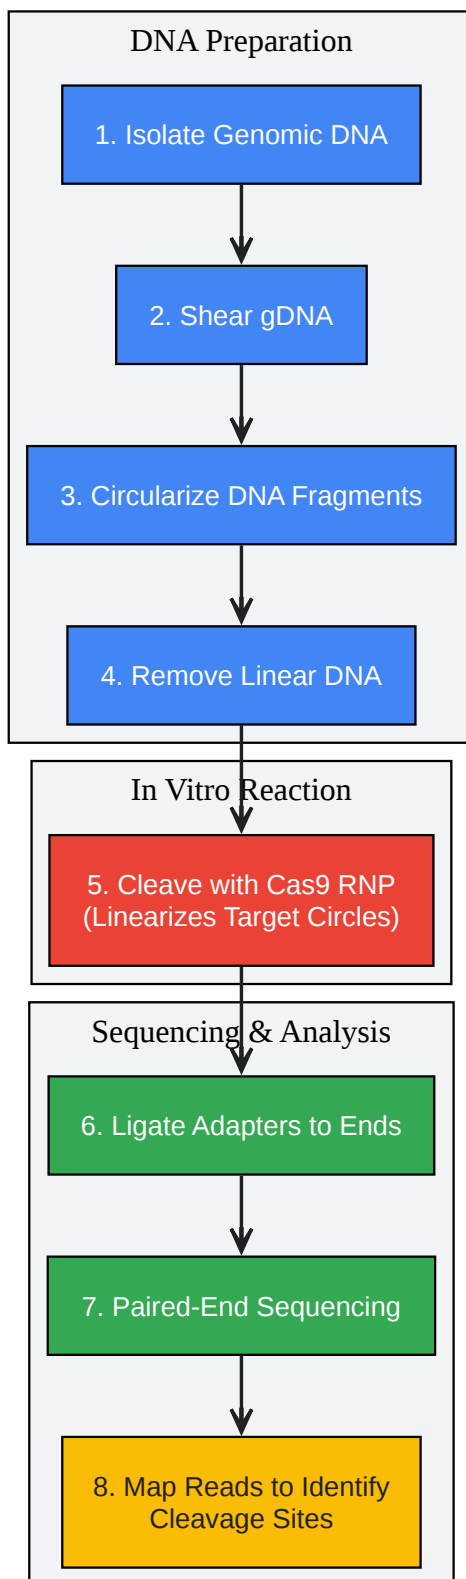 DNA Preparation
1. Isolate Genomic DNA
2. Shear gDNA
3. Circularize DNA Fragments
4. Remove Linear DNA
In Vitro Reaction
5. Cleave with Cas9 RNP
(Linearizes Target Circles)
Sequencing & Analysis
6. Ligate Adapters to Ends
7. Paired-End Sequencing
8. Map Reads to Identify
Cleavage Sites